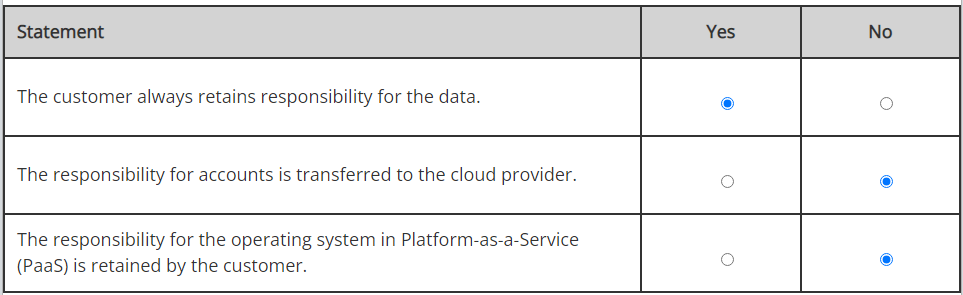 Statement Yes No
The customer always retains responsibility for the data.
The responsibility for accounts is transferred to the cloud provider.
The responsibility for the operating system in Platform-as-a-Service
(PaaS) is retained by the customer.